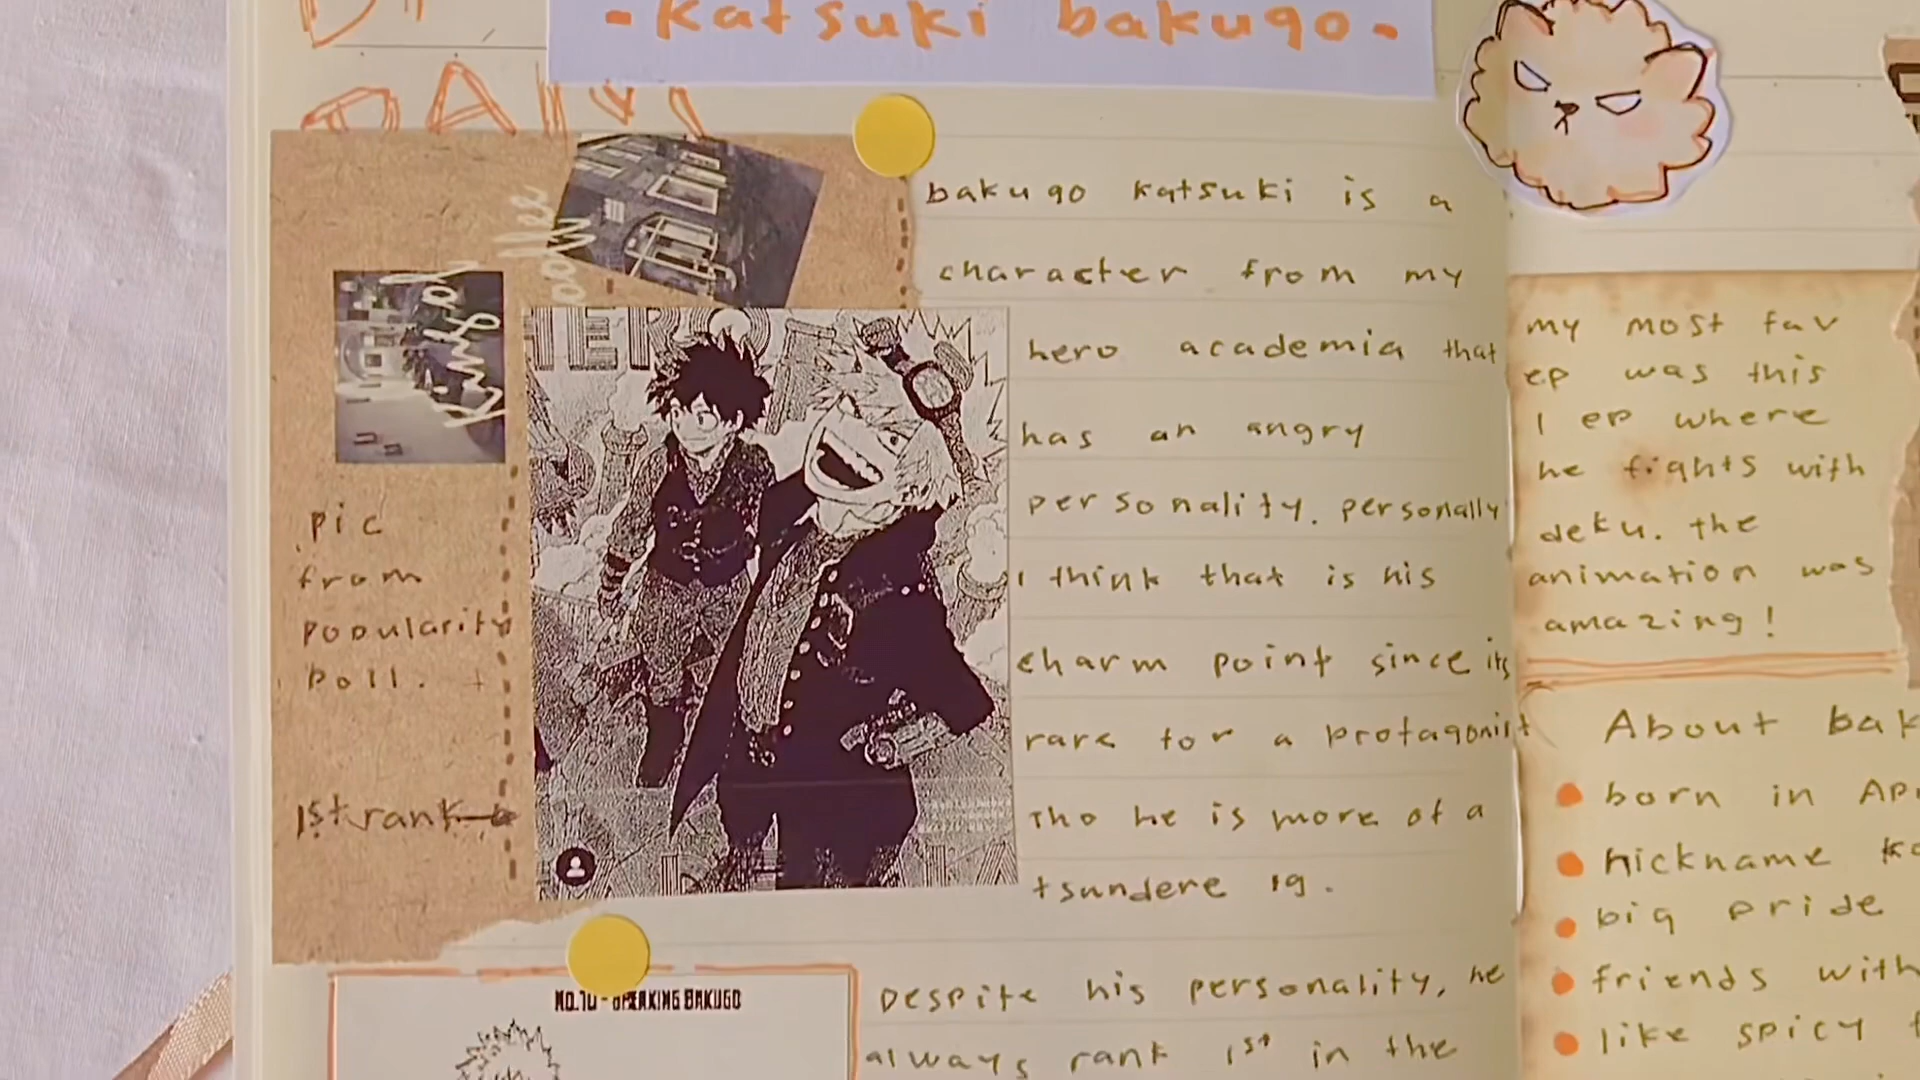 -katsuki bakugo-
bakugo katsuki is a
character from my
hero academia that
has an angry
personality. personally
I think that is his
charm point since its
rare for a protagonist
Tho he is more of a
tsundere ig.
Despite his personality, he
always rank 1st in the
pic
from
popularity
poll.
1st rank
HERO
SPEAKING BAKUGO
my most fav
ep was this
1 ep where
he fights with
deku. the
animation was
amazing!
About bak
born in Apr
nickname
big pride
friends with
like spicy